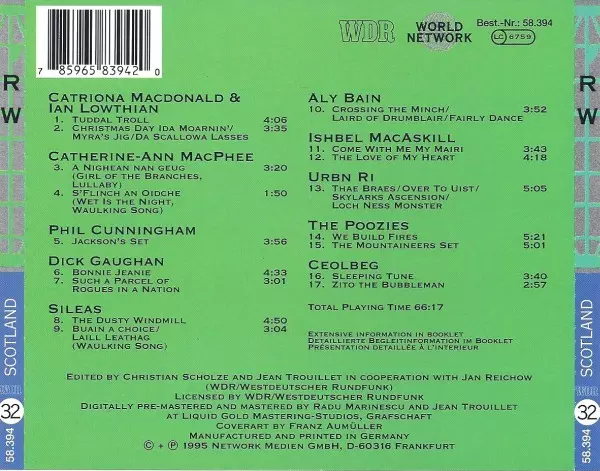 7 85965 83942 0
WDR
WORLD
NETWORK
Best.-Nr.: 58.394
LC 6759
CATRIONA MACDONALD &
IAN LOWTHIAN
1. TUDDAL TROLL 4:06
2. CHRISTMAS DAY IDA MOARNIN'/ 3:35
MYRA'S JIG/DA SCALLOWA LASSES
CATHERINE-ANN MACPHEE
3. A NIGHEAN NAN GEUG 3:20
(GIRL OF THE BRANCHES,
LULLABY)
4. S'FLINCH AN OIDCHE 1:50
(WET IS THE NIGHT,
WAULKING SONG)
PHIL CUNNINGHAM
5. JACKSON'S SET 3:56
DICK GAUGHAN
6. BONNIE JEANIE 4:33
7. SUCH A PARCEL OF 3:01
ROGUES IN A NATION
SILEAS
8. THE DUSTY WINDMILL 4:50
9. BUAIN A CHOICE/ 3:04
LAILL LEATHAG
(WAULKING SONG)
ALY BAIN
10. CROSSING THE MINCH/ 3:52
LAIRD OF DRUMBLAIR/FAIRLY DANCE
ISHBEL MACASKILL
11. COME WITH ME MY MAIRI 3:43
12. THE LOVE OF MY HEART 4:18
URBN RI
13. THAE BRAES/OVER TO UIST/ 5:05
SKYLARKS ASCENSION/
LOCH NESS MONSTER
THE POOZIES
14. WE BUILD FIRES 5:21
15. THE MOUNTAINEERS SET 5:01
CEOLBEG
16. SLEEPING TUNE 3:40
17. ZITO THE BUBBLEMAN 2:57
TOTAL PLAYING TIME 66:17
EXTENSIVE INFORMATION IN BOOKLET
DETAILLIERTE BEGLEITINFORMATION IM BOOKLET
PRÉSENTATION DETAILLÉE À L'INTERIEUR
EDITED BY CHRISTIAN SCHOLZE AND JEAN TROUILLET IN COOPERATION WITH JAN REICHOW
(WDR/WESTDEUTSCHER RUNDFUNK)
LICENSED BY WDR/WESTDEUTSCHER RUNDFUNK
DIGITALLY PRE-MASTERED AND MASTERED BY RADU MARINESCU AND JEAN TROUILLET
AT LIQUID GOLD MASTERING-STUDIOS, GRAFSCHAFT
COVERART BY FRANZ AUMÜLLER
MANUFACTURED AND PRINTED IN GERMANY
© + ℗ 1995 NETWORK MEDIEN GMBH, D-60316 FRANKFURT
R
W
SCOTLAND
WDR
32
58.394
R
W
SCOTLAND
WDR
32
58.394